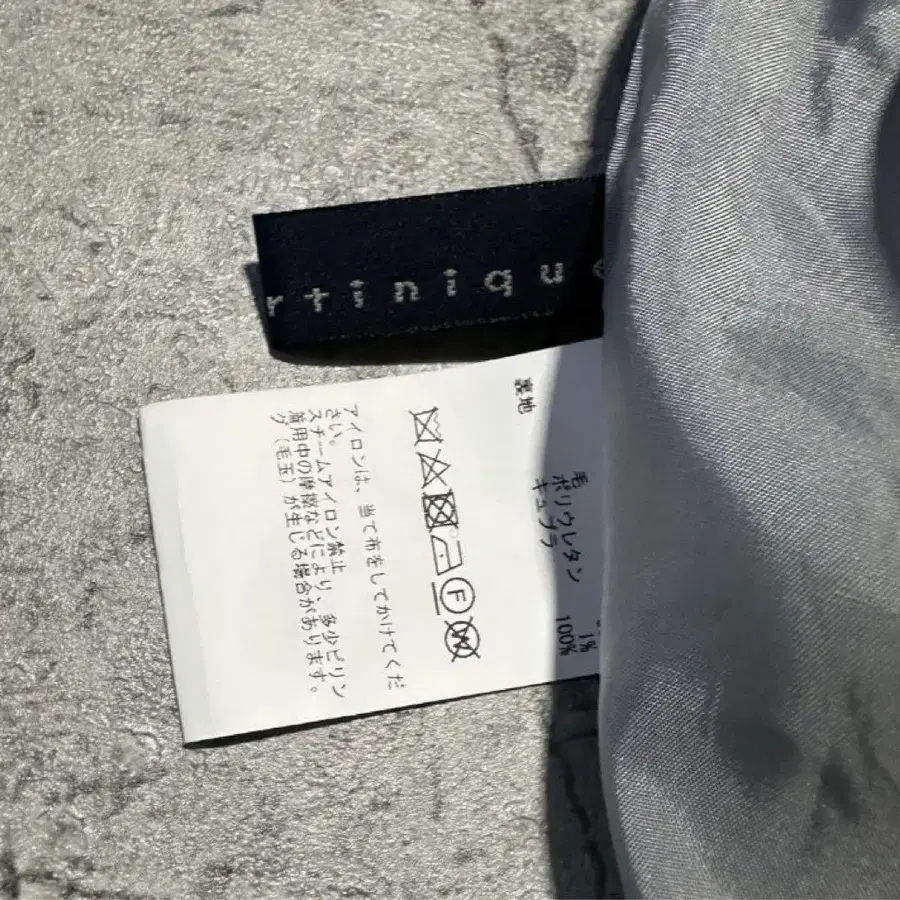 rtinique
毛
ポリウレタン 1%
裏地 キュプラ 100%
F W
アイロンは、当て布をしてかけてくだ
さい。
スチームアイロン禁止
着用中の摩擦などにより、多少ピリン
グ(毛玉)が生じる場合があります。